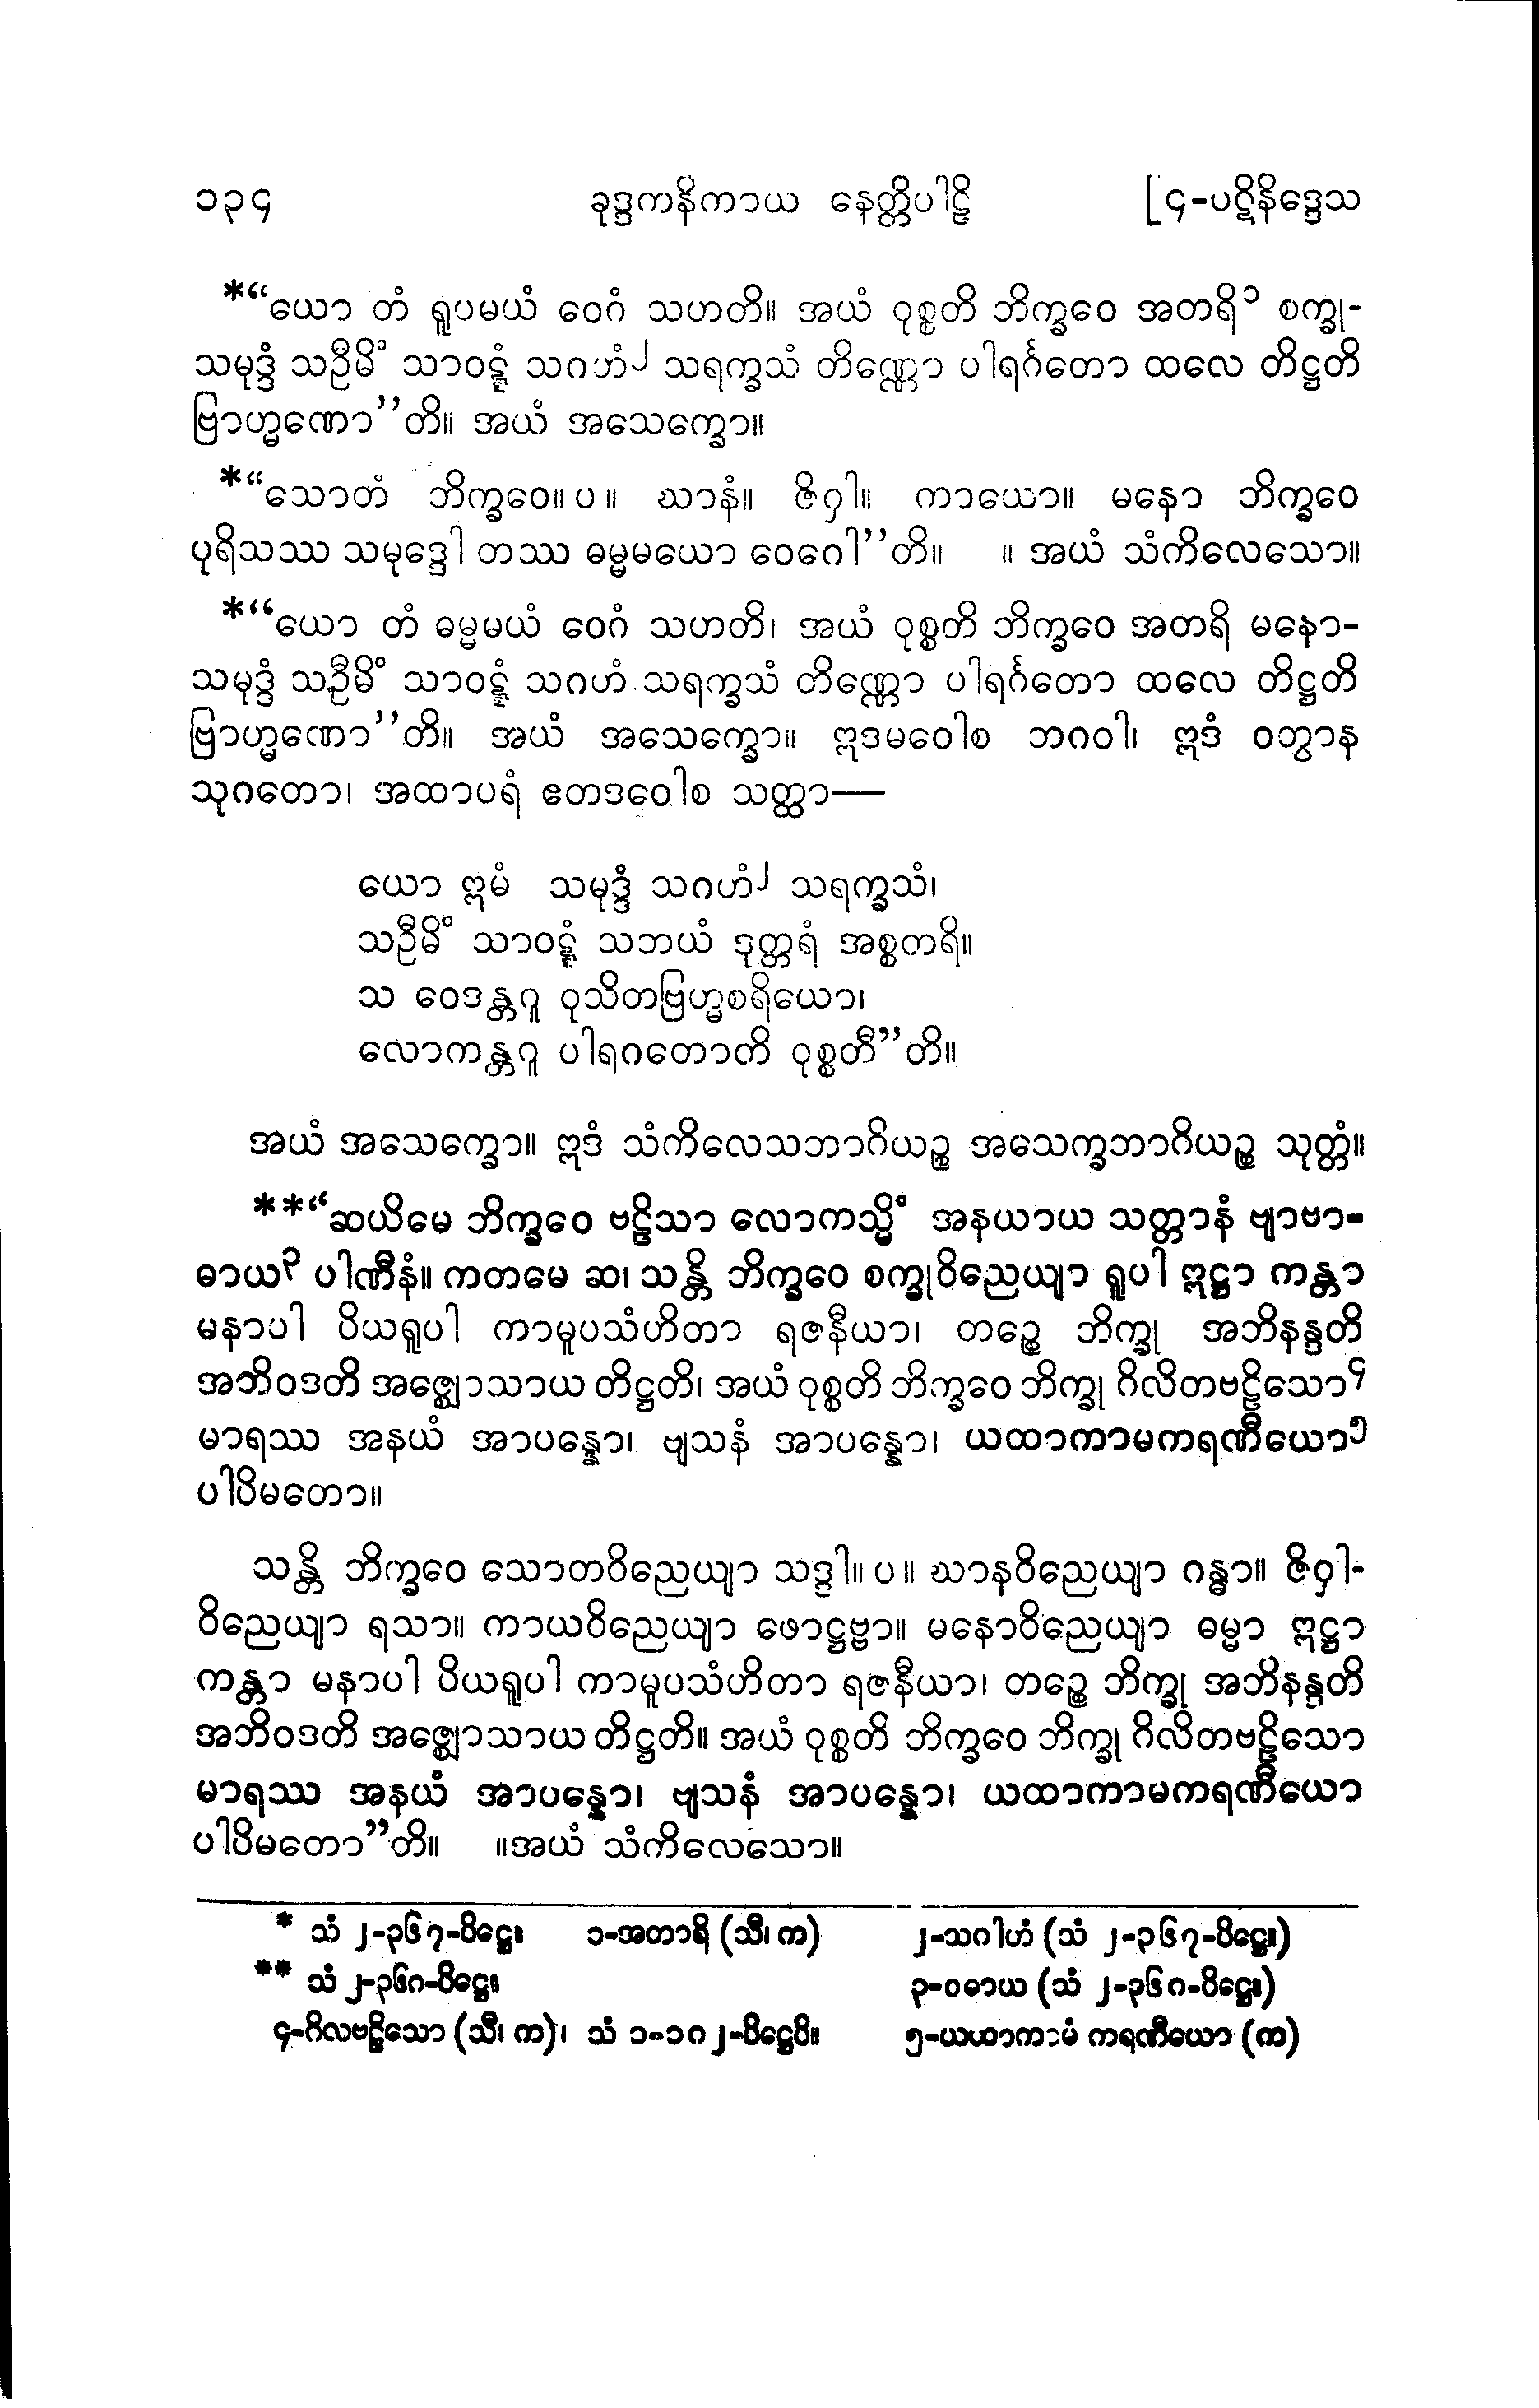 ၁၃၄ ခုဒ္ဒကနိကာယ နေတ္တိပါဠိ [၄-ပဋိနိဒ္ဒေသ
*“ယော တံ ရူပမယံ ဝေဂံ သဟတိ။ အယံ ဝုစ္စတိ ဘိက္ခဝေ အတရိ၁ စက္ခု-
သမုဒ္ဒံ သဦမိံ သာဝဋ္ဋံ သဂဟံ၂ သရက္ခသံ တိဏ္ဏော ပါရင်္ဂတော ထလေ တိဋ္ဌတိ
ဗြာဟ္မဏော’’တိ။ အယံ အသေက္ခော။
*“သောတံ ဘိက္ခဝေ။ပ။ ဃာနံ။ ဇိဝှါ။ ကာယော။ မနော ဘိက္ခဝေ
ပုရိသဿ သမုဒ္ဒေါ တဿ ဓမ္မမယော ဝေဂေါ’’တိ။ ။ အယံ သံကိလေသော။
*“ယော တံ ဓမ္မမယံ ဝေဂံ သဟတိ၊ အယံ ဝုစ္စတိ ဘိက္ခဝေ အတရိ မနော-
သမုဒ္ဒံ သဦမိံ သာဝဋ္ဋံ သဂဟံ သရက္ခသံ တိဏ္ဏော ပါရင်္ဂတော ထလေ တိဋ္ဌတိ
ဗြာဟ္မဏော’’တိ။ အယံ အသေက္ခော။ ဣဒမဝေါစ ဘဂဝါ၊ ဣဒံ ဝတွာန
သုဂတော၊ အထာပရံ ဧတဒဝေါစ သတ္ထာ—
ယော ဣမံ သမုဒ္ဒံ သဂဟံ၂ သရက္ခသံ၊
သဦမိံ သာဝဋ္ဋံ သဘယံ ဒုတ္တရံ အစ္စတရိ။
သ ဝေဒန္တဂူ ဝုသိတဗြဟ္မစရိယော၊
လောကန္တဂူ ပါရဂတောတိ ဝုစ္စတီ”တိ။
အယံ အသေက္ခော။ ဣဒံ သံကိလေသဘာဂိယဉ္စ အသေက္ခဘာဂိယဉ္စ သုတ္တံ။
**“ဆယိမေ ဘိက္ခဝေ ဗဠိသာ လောကသ္မိံ အနယာယ သတ္တာနံ ဗျာဗာ-
ဓာယ၃ ပါဏီနံ။ ကတမေ ဆ၊ သန္တိ ဘိက္ခဝေ စက္ခုဝိညေယျာ ရူပါ ဣဋ္ဌာ ကန္တာ
မနာပါ ပိယရူပါ ကာမူပသံဟိတာ ရဇနီယာ၊ တဉ္စေ ဘိက္ခု အဘိနန္ဒတိ
အဘိဝဒတိ အဇ္ဈောသာယ တိဋ္ဌတိ၊ အယံ ဝုစ္စတိ ဘိက္ခဝေ ဘိက္ခု ဂိလိတဗဠိသော၄
မာရဿ အနယံ အာပန္နော၊ ဗျသနံ အာပန္နော၊ ယထာကာမကရဏီယော၅
ပါပိမတော။
သန္တိ ဘိက္ခဝေ သောတဝိညေယျာ သဒ္ဒါ။ပ။ ဃာနဝိညေယျာ ဂန္ဓာ။ ဇိဝှါ-
ဝိညေယျာ ရသာ။ ကာယဝိညေယျာ ဖောဋ္ဌဗ္ဗာ။ မနောဝိညေယျာ ဓမ္မာ ဣဋ္ဌာ
ကန္တာ မနာပါ ပိယရူပါ ကာမူပသံဟိတာ ရဇနီယာ၊ တဉ္စေ ဘိက္ခု အဘိနန္ဒတိ
အဘိဝဒတိ အဇ္ဈောသာယ တိဋ္ဌတိ။ အယံ ဝုစ္စတိ ဘိက္ခဝေ ဘိက္ခု ဂိလိတဗဠိသော
မာရဿ အနယံ အာပန္နော၊ ဗျသနံ အာပန္နော၊ ယထာကာမကရဏီယော
ပါပိမတော”တိ။ ။အယံ သံကိလေသော။
* သံ ၂-၃၆၇-ပိဋ္ဌေ။ ၁-အတာရိ (သီ၊ က) ၂-သဂါဟံ (သံ ၂-၃၆၇-ပိဋ္ဌေ။)
** သံ ၂-၃၆ဂ-ပိဋ္ဌေ။ ၃-ဝဓာယ (သံ ၂-၃၆ဂ-ပိဋ္ဌေ။)
၄-ဂိလဗဠိသော (သီ၊ က)၊ သံ ၁-၁ဂ၂-ပိဋ္ဌေပိ။ ၅-ယထာကာမံ ကရဏီယော (က)